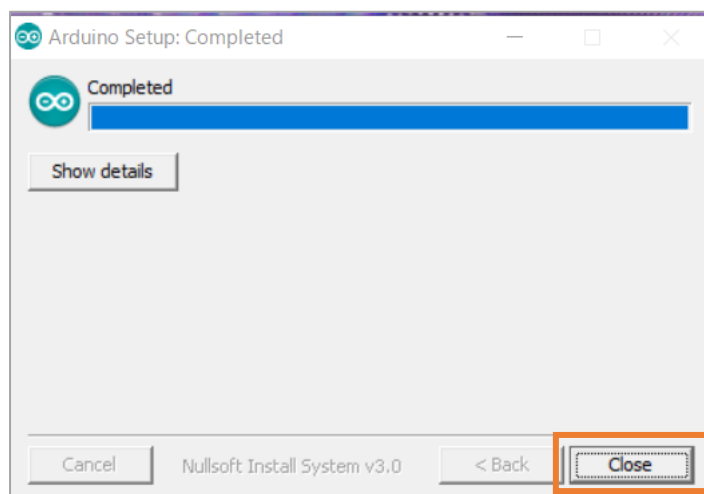 Arduino Setup: Completed
Completed
Show details
Cancel
Nullsoft Install System v3.0
< Back
Close